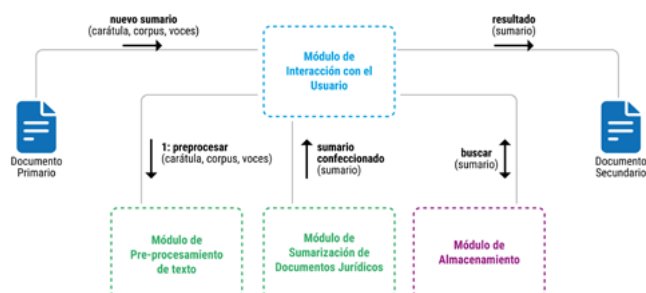 nuevo sumario
(carátula, corpus, voces)
resultado
(sumario)
Módulo de
Interacción con el
Usuario
Documento
Primario
1: preprocesar
(carátula, corpus, voces)
sumario
confeccionado
(sumario)
buscar
(sumario)
Documento
Secundario
Módulo de
Pre-procesamiento
de texto
Módulo de
Sumarización de
Documentos Jurídicos
Módulo de
Almacenamiento